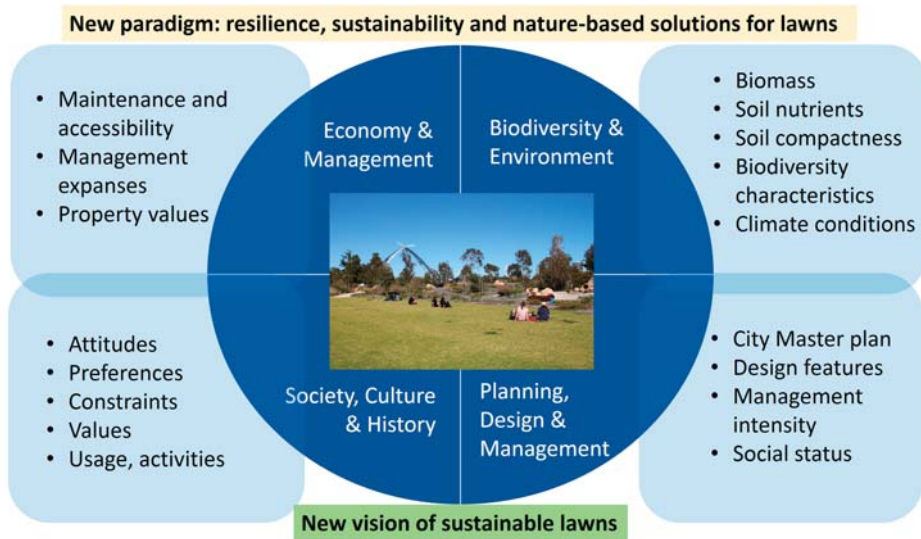 New paradigm: resilience, sustainability and nature-based solutions for lawns
• Maintenance and
accessibility
• Management
expanses
• Property values
Economy &
Management
Biodiversity &
Environment
• Biomass
• Soil nutrients
• Soil compactness
• Biodiversity
characteristics
• Climate conditions
• Attitudes
• Preferences
• Constraints
• Values
• Usage, activities
Society, Culture
& History
Planning,
Design &
Management
• City Master plan
• Design features
• Management
intensity
• Social status
New vision of sustainable lawns